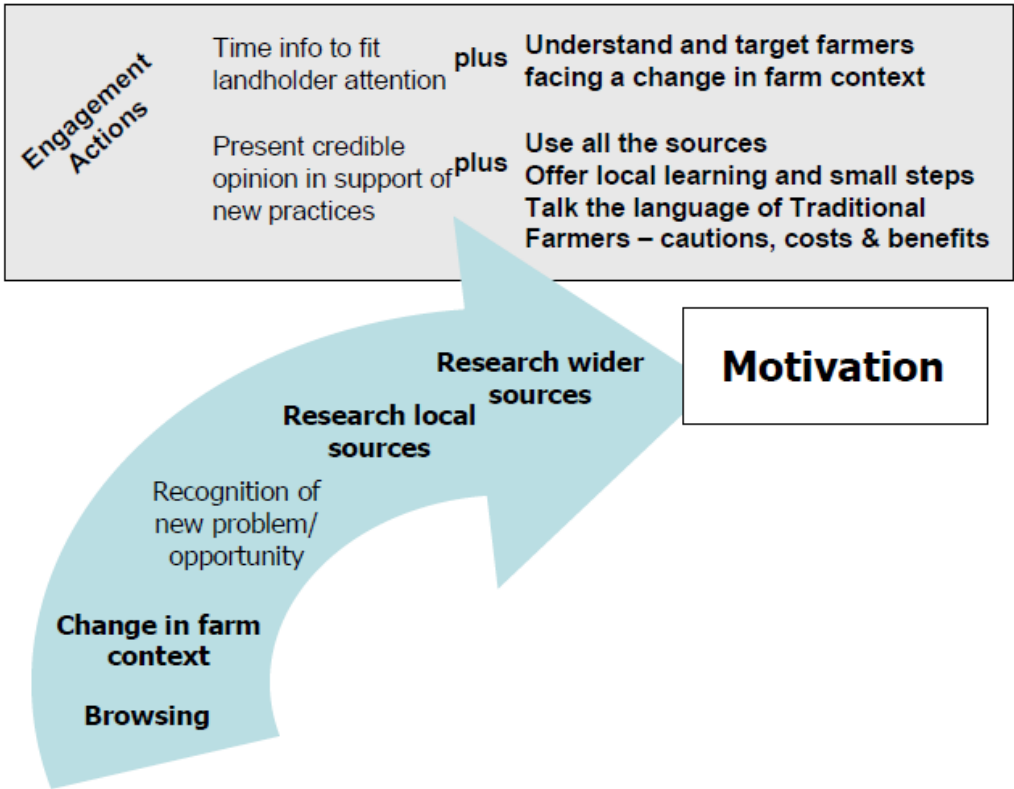 Engagement
Actions
Time info to fit
landholder attention
plus
Understand and target farmers
facing a change in farm context
Present credible
opinion in support of
new practices
plus
Use all the sources
Offer local learning and small steps
Talk the language of Traditional
Farmers – cautions, costs & benefits
Motivation
Research wider
sources
Research local
sources
Recognition of
new problem/
opportunity
Change in farm
context
Browsing